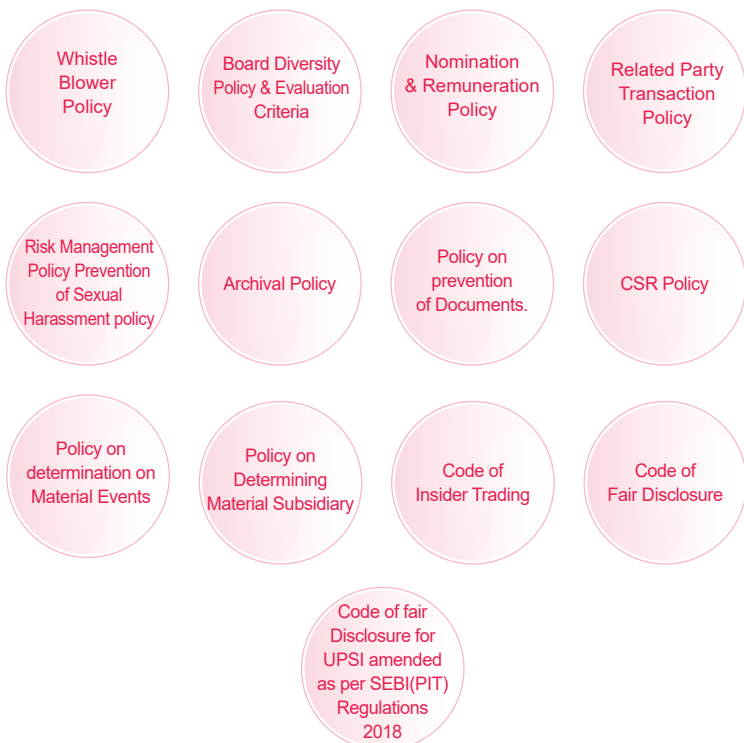 Whistle
Blower
Policy
Board Diversity
Policy & Evaluation
Criteria
Nomination
& Remuneration
Policy
Related Party
Transaction
Policy
Risk Management
Policy Prevention
of Sexual
Harassment policy
Archival Policy
Policy on
prevention
of Documents.
CSR Policy
Policy on
determination on
Material Events
Policy on
Determining
Material Subsidiary
Code of
Insider Trading
Code of
Fair Disclosure
Code of fair
Disclosure for
UPSI amended
as per SEBI(PIT)
Regulations
2018